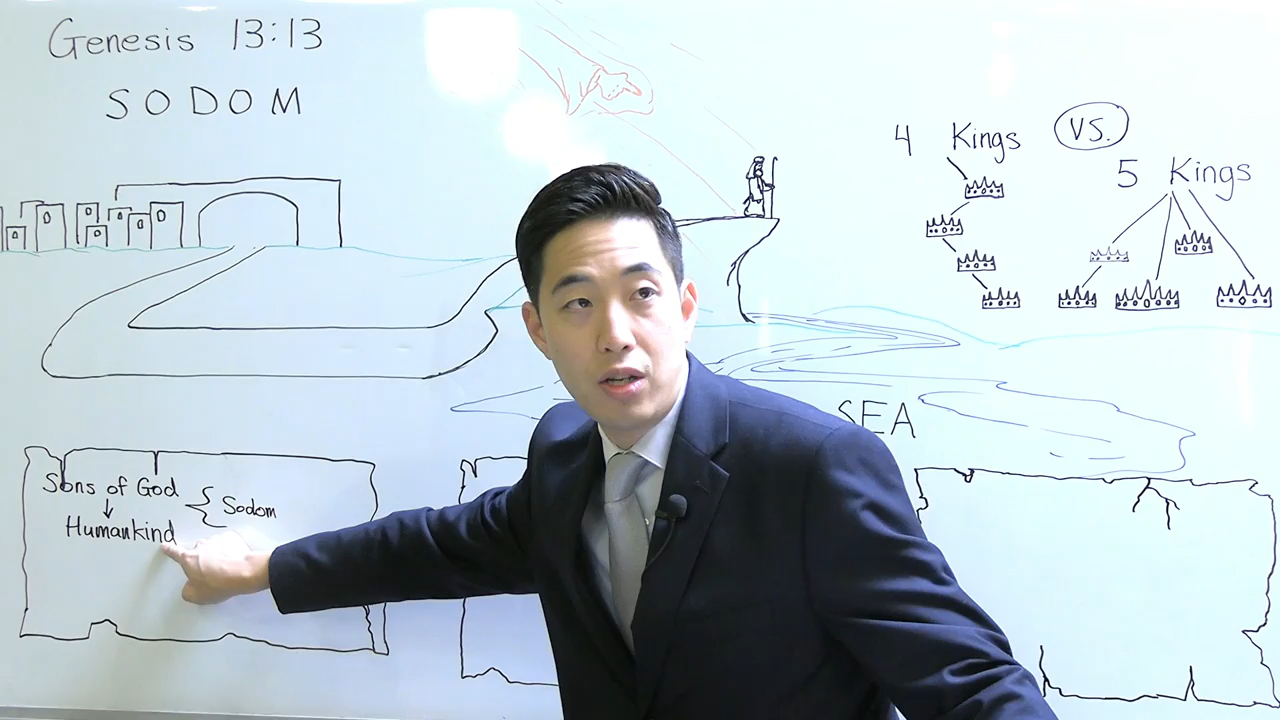 Genesis 13:13
SODOM
4 Kings VS.
5 Kings
SEA
Sons of God
Sodom
↓
Humankind